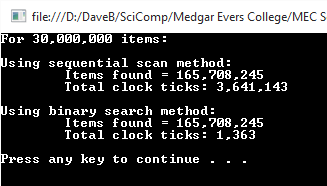 file:///D:/DaveB/SciComp/Medgar Evers College/MEC S
For 30,000,000 items:
Using sequential scan method:
Items found = 165,708,245
Total clock ticks: 3,641,143
Using binary search method:
Items found = 165,708,245
Total clock ticks: 1,363
Press any key to continue . . .